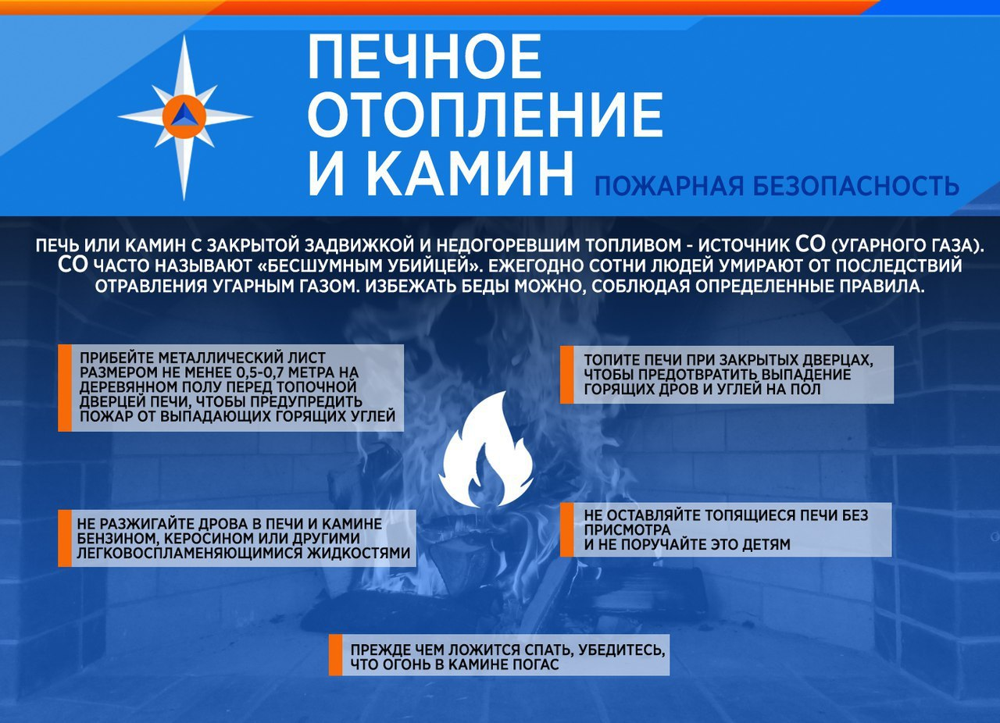 ПЕЧНОЕ
ОТОПЛЕНИЕ
И КАМИН
ПОЖАРНАЯ БЕЗОПАСНОСТЬ
ПЕЧЬ ИЛИ КАМИН С ЗАКРЫТОЙ ЗАДВИЖКОЙ И НЕДОГОРЕВШИМ ТОПЛИВОМ - ИСТОЧНИК СО (УГАРНОГО ГАЗА).
СО ЧАСТО НАЗЫВАЮТ «БЕСШУМНЫМ УБИЙЦЕЙ». ЕЖЕГОДНО СОТНИ ЛЮДЕЙ УМИРАЮТ ОТ ПОСЛЕДСТВИЙ
ОТРАВЛЕНИЯ УГАРНЫМ ГАЗОМ. ИЗБЕЖАТЬ БЕДЫ МОЖНО, СОБЛЮДАЯ ОПРЕДЕЛЕННЫЕ ПРАВИЛА.
ПРИБЕЙТЕ МЕТАЛЛИЧЕСКИЙ ЛИСТ
РАЗМЕРОМ НЕ МЕНЕЕ 0,5-0,7 МЕТРА НА
ДЕРЕВЯННОМ ПОЛУ ПЕРЕД ТОПОЧНОЙ
ДВЕРЦЕЙ ПЕЧИ, ЧТОБЫ ПРЕДУПРЕДИТЬ
ПОЖАР ОТ ВЫПАДАЮЩИХ ГОРЯЩИХ УГЛЕЙ
ТОПИТЕ ПЕЧИ ПРИ ЗАКРЫТЫХ ДВЕРЦАХ,
ЧТОБЫ ПРЕДОТВРАТИТЬ ВЫПАДЕНИЕ
ГОРЯЩИХ ДРОВ И УГЛЕЙ НА ПОЛ
НЕ РАЗЖИГАЙТЕ ДРОВА В ПЕЧИ И КАМИНЕ
БЕНЗИНОМ, КЕРОСИНОМ ИЛИ ДРУГИМИ
ЛЕГКОВОСПЛАМЕНЯЮЩИМИСЯ ЖИДКОСТЯМИ
НЕ ОСТАВЛЯЙТЕ ТОПЯЩИЕСЯ ПЕЧИ БЕЗ
ПРИСМОТРА
И НЕ ПОРУЧАЙТЕ ЭТО ДЕТЯМ
ПРЕЖДЕ ЧЕМ ЛОЖИТСЯ СПАТЬ, УБЕДИТЕСЬ,
ЧТО ОГОНЬ В КАМИНЕ ПОГАС